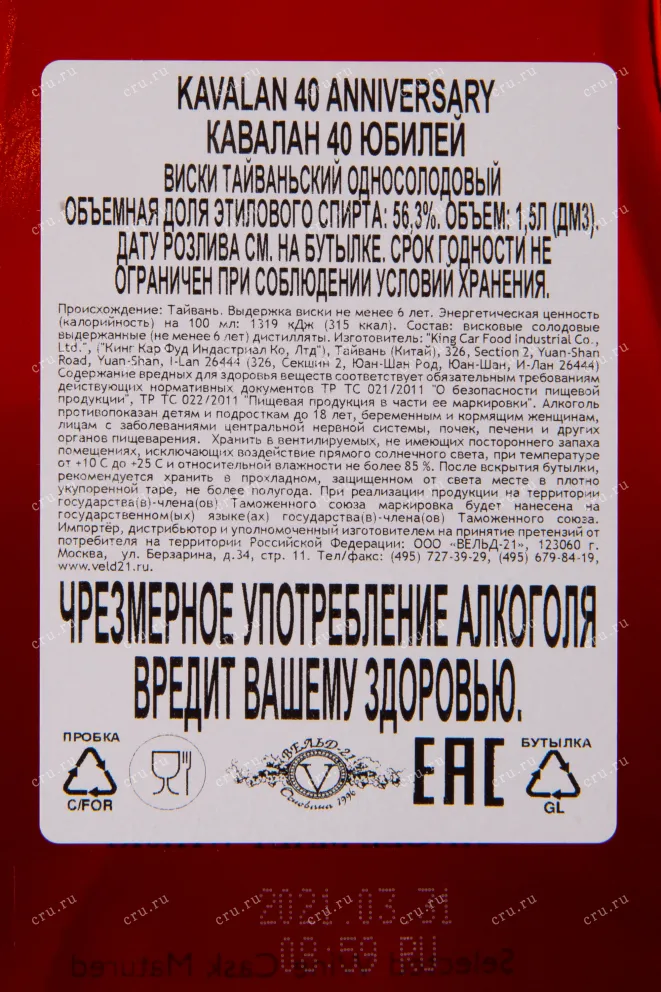 KAVALAN 40 ANNIVERSARY
КАВАЛАН 40 ЮБИЛЕЙ
ВИСКИ ТАЙВАНЬСКИЙ ОДНОСОЛОДОВЫЙ
ОБЪЕМНАЯ ДОЛЯ ЭТИЛОВОГО СПИРТА: 56,3%. ОБЪЕМ: 1,5Л (ДМ3).
ДАТУ РОЗЛИВА СМ. НА БУТЫЛКЕ. СРОК ГОДНОСТИ НЕ
ОГРАНИЧЕН ПРИ СОБЛЮДЕНИИ УСЛОВИЙ ХРАНЕНИЯ.
Происхождение: Тайвань. Выдержка виски не менее 6 лет. Энергетическая ценность
(калорийность) на 100 мл: 1319 кДж (315 ккал). Состав: висковые солодовые
выдержанные (не менее 6 лет) дистилляты. Изготовитель: "King Car Food Industrial Co.,
Ltd.", ("Кинг Кар Фуд Индастриал Ко, Лтд"), Тайвань (Китай), 326, Section 2, Yuan-Shan
Road, Yuan-Shan, I-Lan 26444 (326, Секшин 2, Юан-Шан Род, Юан-Шан, И-Лан 26444)
Содержание вредных для здоровья веществ соответствует обязательным требованиям
действующих нормативных документов ТР ТС 021/2011 "О безопасности пищевой
продукции", ТР ТС 022/2011 "Пищевая продукция в части ее маркировки". Алкоголь
противопоказан детям и подросткам до 18 лет, беременным и кормящим женщинам,
лицам с заболеваниями центральной нервной системы, почек, печени и других
органов пищеварения. Хранить в вентилируемых, не имеющих постороннего запаха
помещениях, исключающих воздействие прямого солнечного света, при температуре
от +10 С до +25 С и относительной влажности не более 85 %. После вскрытия бутылки,
рекомендуется хранить в прохладном, защищенном от света месте в плотно
укупоренной таре, не более полугода. При реализации продукции на территории
государства(в)-члена(ов) Таможенного союза маркировка будет нанесена на
государственном(ых) языке(ах) государства(в)-члена(ов) Таможенного союза.
Импортёр, дистрибьютор и уполномоченный изготовителем на принятие претензий от
потребителя на территории Российской Федерации: ООО «ВЕЛЬД-21», 123060 г.
Москва, ул. Берзарина, д.34, стр. 11. Тел/факс: (495) 727-39-29, (495) 679-84-19,
www.veld21.ru.
ЧРЕЗМЕРНОЕ УПОТРЕБЛЕНИЕ АЛКОГОЛЯ
ВРЕДИТ ВАШЕМУ ЗДОРОВЬЮ.
ПРОБКА
C/FOR
ВЕЛЬД-21
V
Основана 1996
EAC
БУТЫЛКА
GL
2021.03.31
08:59 RU
Selected Wine Cask Matured
cru.ru